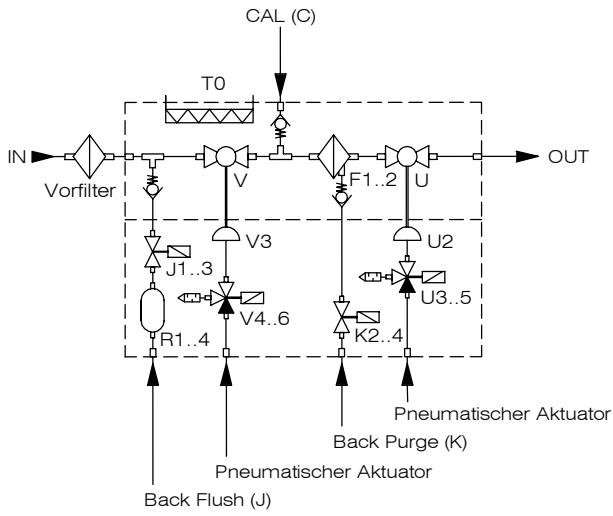 CAL (C)
T0
IN
OUT
Vorfilter
V
F1..2
U
V3
U2
J1..3
U3..5
V4..6
K2..4
R1..4
Pneumatischer Aktuator
Back Purge (K)
Pneumatischer Aktuator
Back Flush (J)